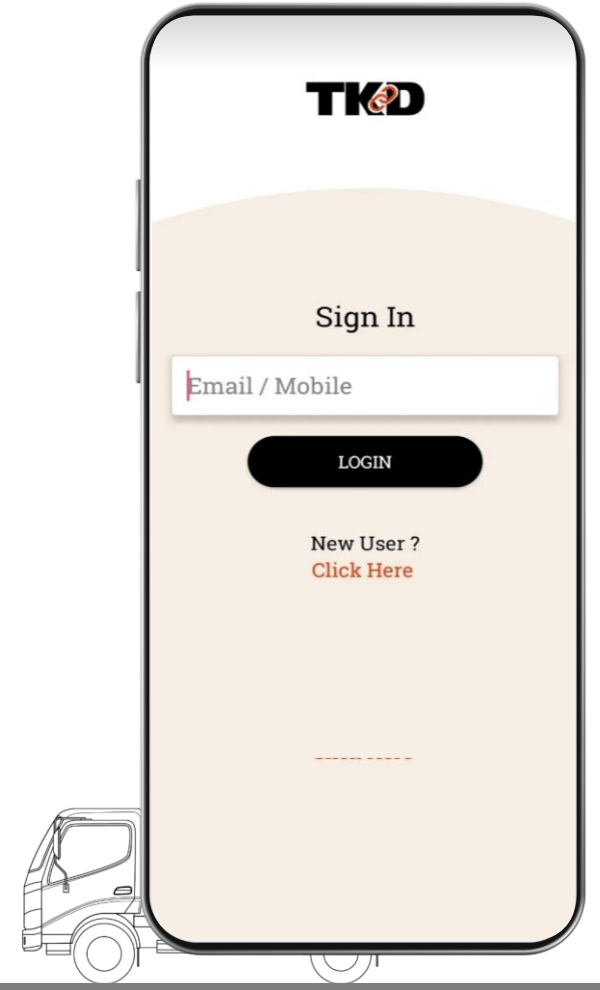 TKD
Sign In
Email / Mobile
LOGIN
New User ?
Click Here